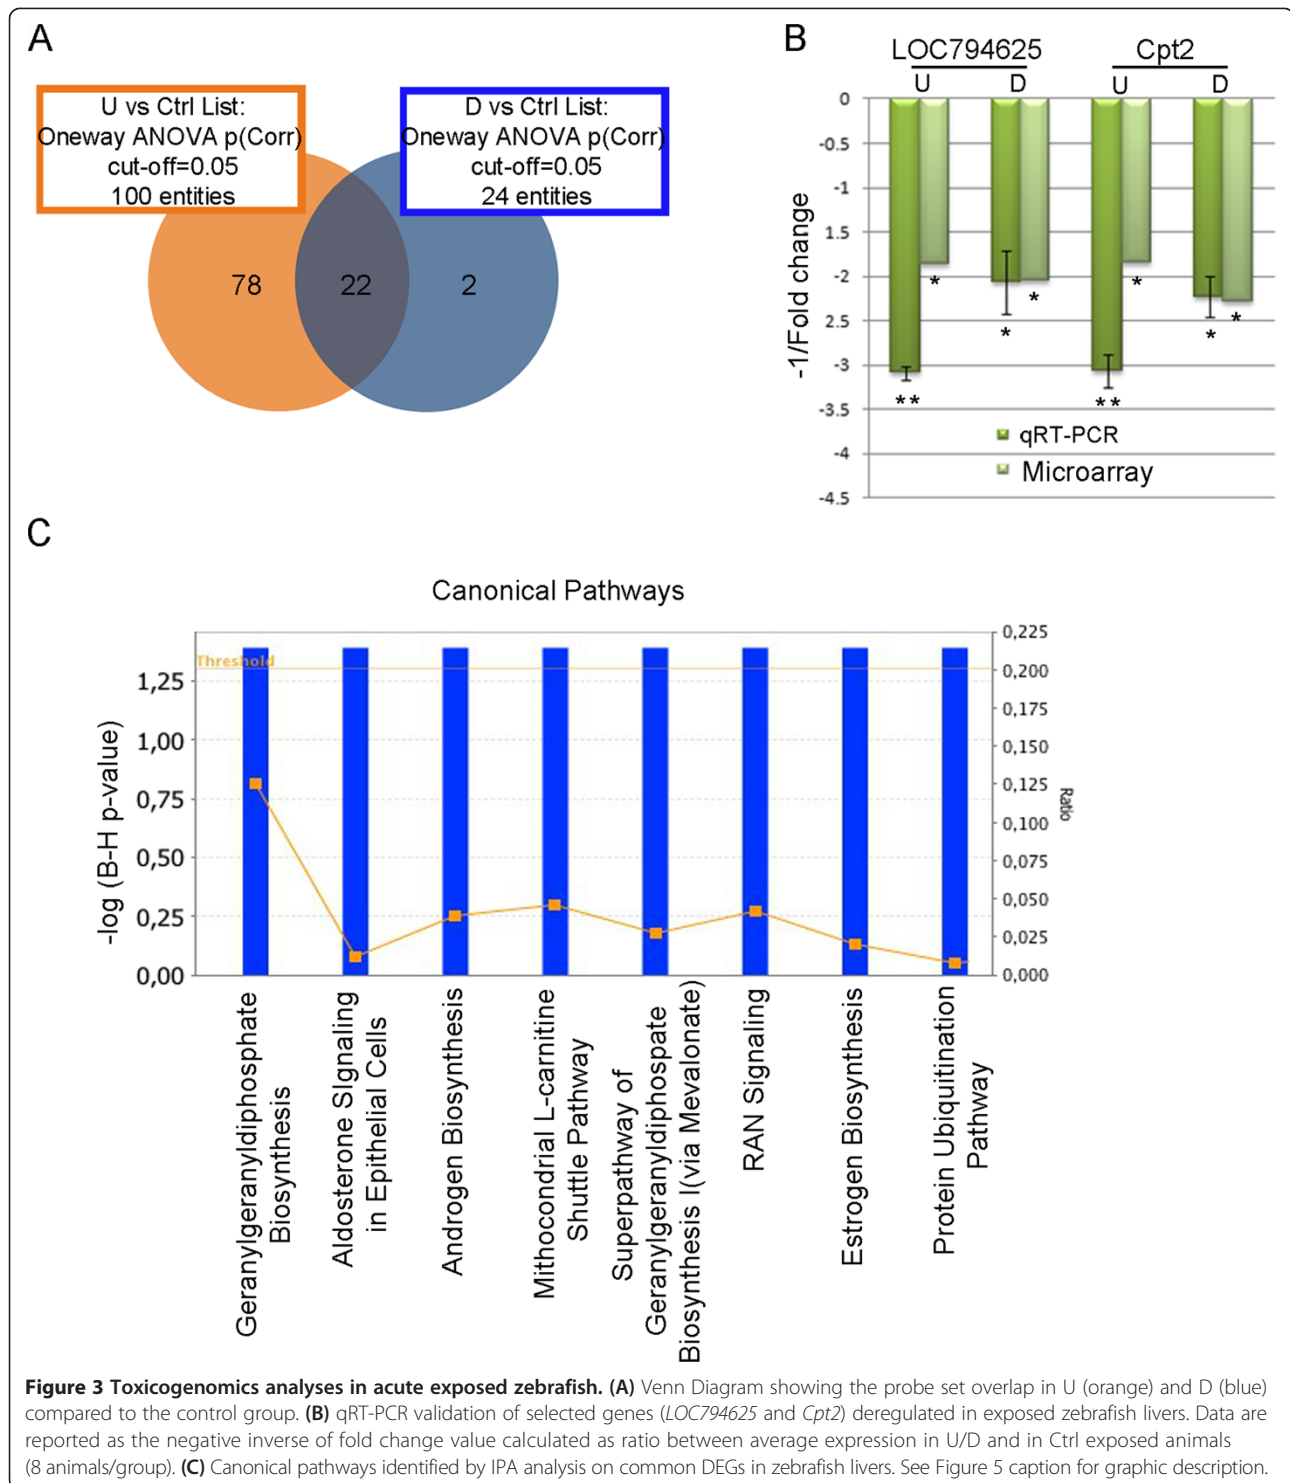 A
U vs Ctrl List:
Oneway ANOVA p(Corr)
cut-off=0.05
100 entities
D vs Ctrl List:
Oneway ANOVA p(Corr)
cut-off=0.05
24 entities
78
22
2
B
LOC794625
Cpt2
U
D
U
D
0
-0.5
-1
-1.5
-2
-2.5
-3
-3.5
-4
-4.5
-1/Fold change
*
*
*
*
*
*
**
**
qRT-PCR
Microarray
C
Canonical Pathways
Threshold
1,25
1,00
0,75
0,50
0,25
0,00
-log (B-H p-value)
0,225
0,200
0,175
0,150
0,125
0,100
0,075
0,050
0,025
0,000
Ratio
Geranylgeranyldiphosphate
Biosynthesis
Aldosterone SIgnaling
in Epithelial Cells
Androgen Biosynthesis
Mithocondrial L-carnitine
Shuttle Pathway
Superpathway of
Geranylgeranyldiphospate
Biosynthesis I(via Mevalonate)
RAN Signaling
Estrogen Biosynthesis
Protein Ubiquitination
Pathway
Figure 3 Toxicogenomics analyses in acute exposed zebrafish. (A) Venn Diagram showing the probe set overlap in U (orange) and D (blue)
compared to the control group. (B) qRT-PCR validation of selected genes (LOC794625 and Cpt2) deregulated in exposed zebrafish livers. Data are
reported as the negative inverse of fold change value calculated as ratio between average expression in U/D and in Ctrl exposed animals
(8 animals/group). (C) Canonical pathways identified by IPA analysis on common DEGs in zebrafish livers. See Figure 5 caption for graphic description.